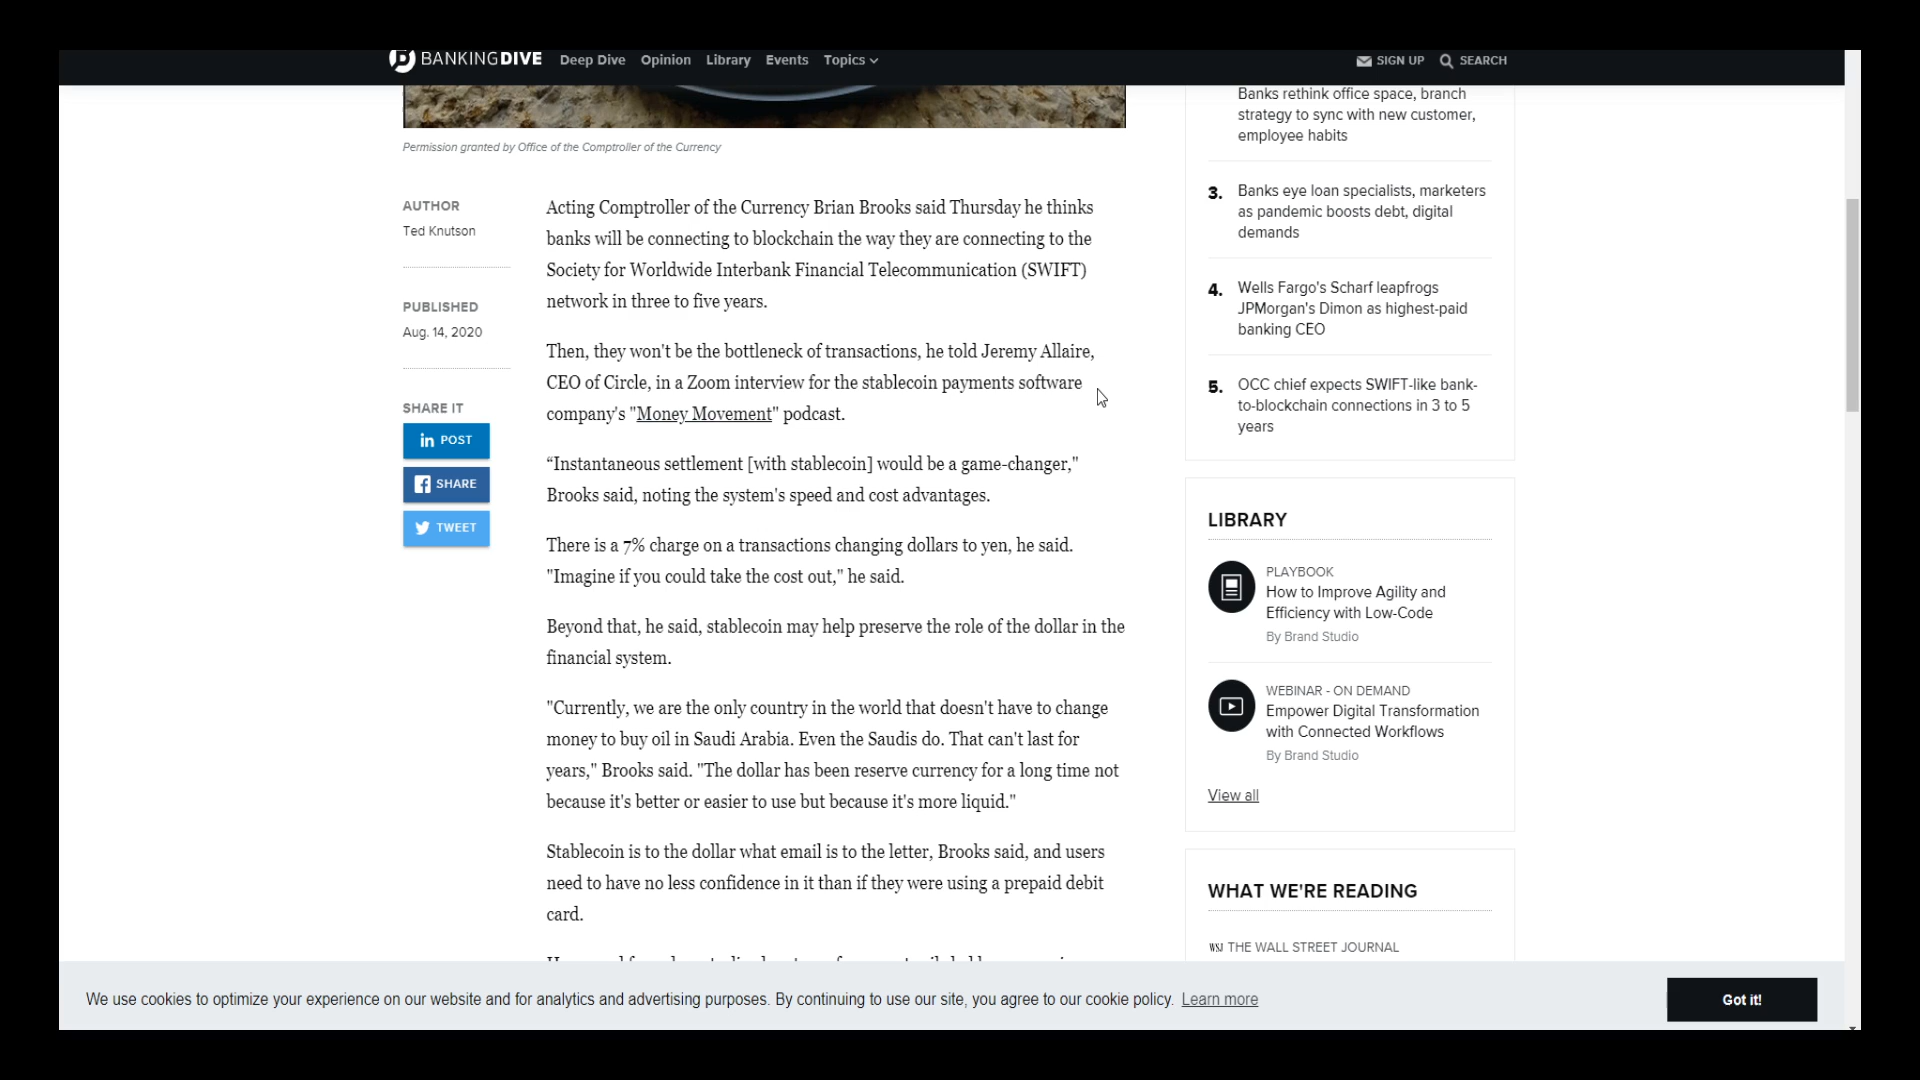 BANKINGDIVE Deep Dive Opinion Library Events Topics SIGN UP SEARCH
Permission granted by Office of the Comptroller of the Currency
AUTHOR
Ted Knutson
PUBLISHED
Aug. 14, 2020
SHARE IT
in POST
SHARE
TWEET
Acting Comptroller of the Currency Brian Brooks said Thursday he thinks
banks will be connecting to blockchain the way they are connecting to the
Society for Worldwide Interbank Financial Telecommunication (SWIFT)
network in three to five years.
Then, they won't be the bottleneck of transactions, he told Jeremy Allaire,
CEO of Circle, in a Zoom interview for the stablecoin payments software
company's "Money Movement" podcast.
“Instantaneous settlement [with stablecoin] would be a game-changer,"
Brooks said, noting the system's speed and cost advantages.
There is a 7% charge on a transactions changing dollars to yen, he said.
"Imagine if you could take the cost out," he said.
Beyond that, he said, stablecoin may help preserve the role of the dollar in the
financial system.
"Currently, we are the only country in the world that doesn't have to change
money to buy oil in Saudi Arabia. Even the Saudis do. That can't last for
years," Brooks said. "The dollar has been reserve currency for a long time not
because it's better or easier to use but because it's more liquid."
Stablecoin is to the dollar what email is to the letter, Brooks said, and users
need to have no less confidence in it than if they were using a prepaid debit
card.
Banks rethink office space, branch
strategy to sync with new customer,
employee habits
3. Banks eye loan specialists, marketers
as pandemic boosts debt, digital
demands
4. Wells Fargo's Scharf leapfrogs
JPMorgan's Dimon as highest-paid
banking CEO
5. OCC chief expects SWIFT-like bank-
to-blockchain connections in 3 to 5
years
LIBRARY
PLAYBOOK
How to Improve Agility and
Efficiency with Low-Code
By Brand Studio
WEBINAR - ON DEMAND
Empower Digital Transformation
with Connected Workflows
By Brand Studio
View all
WHAT WE'RE READING
WSJ THE WALL STREET JOURNAL
We use cookies to optimize your experience on our website and for analytics and advertising purposes. By continuing to use our site, you agree to our cookie policy. Learn more
Got it!